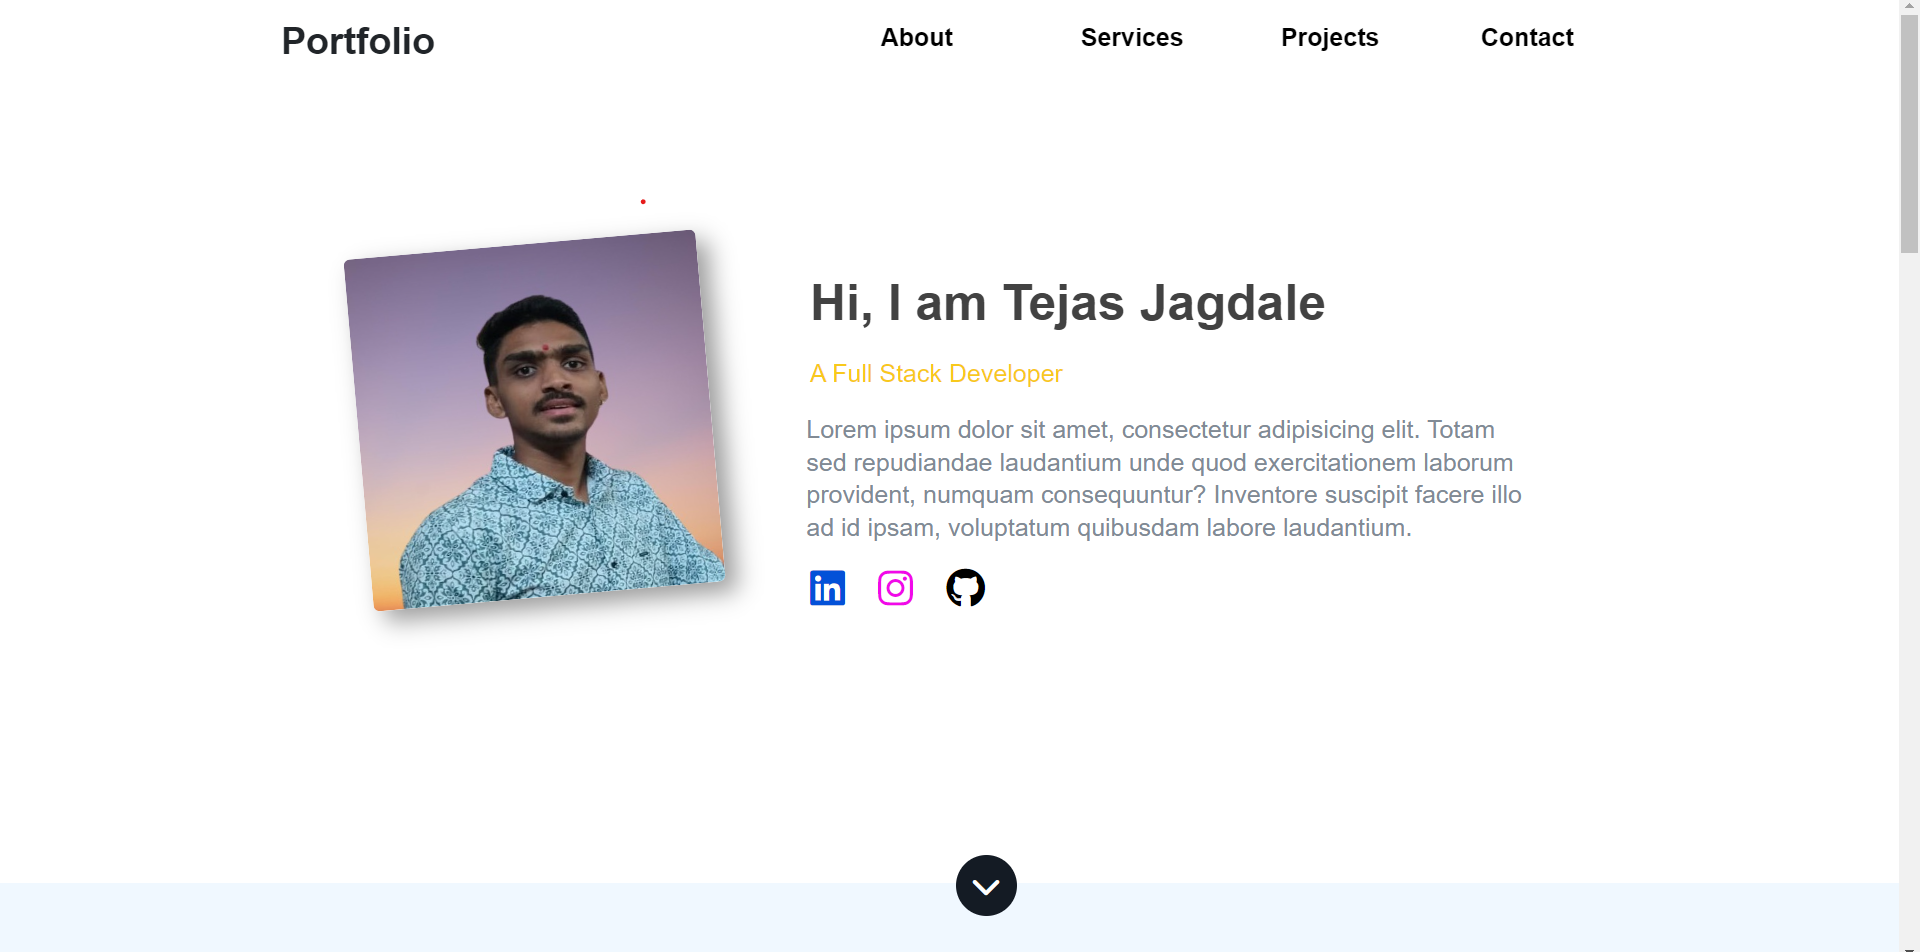 Portfolio
About
Services
Projects
Contact
Hi, I am Tejas Jagdale
A Full Stack Developer
Lorem ipsum dolor sit amet, consectetur adipisicing elit. Totam
sed repudiandae laudantium unde quod exercitationem laborum
provident, numquam consequuntur? Inventore suscipit facere illo
ad id ipsam, voluptatum quibusdam labore laudantium.
in